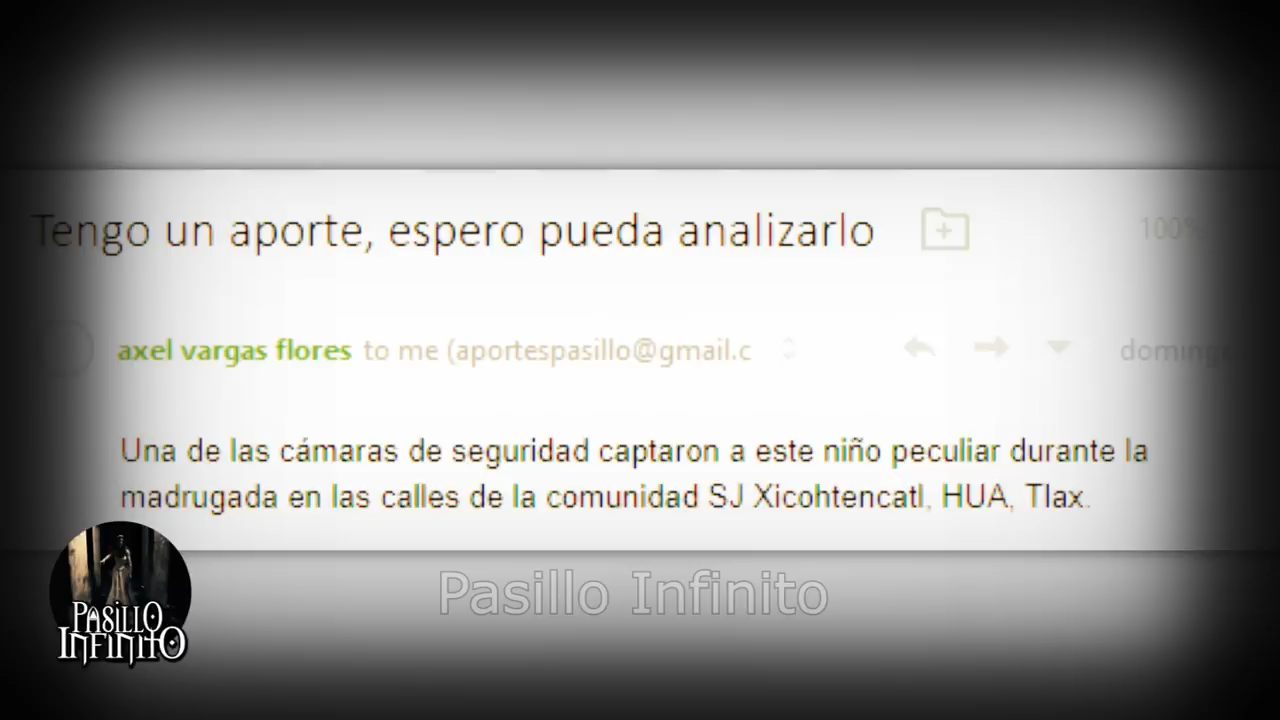 Tengo un aporte, espero pueda analizarlo
100%
axel vargas flores to me (aportespasillo@gmail.c
domingo
Una de las cámaras de seguridad captaron a este niño peculiar durante la
madrugada en las calles de la comunidad SJ Xicohtencatl, HUA, Tlax.
Pasillo Infinito
PASILLO
INFINITO